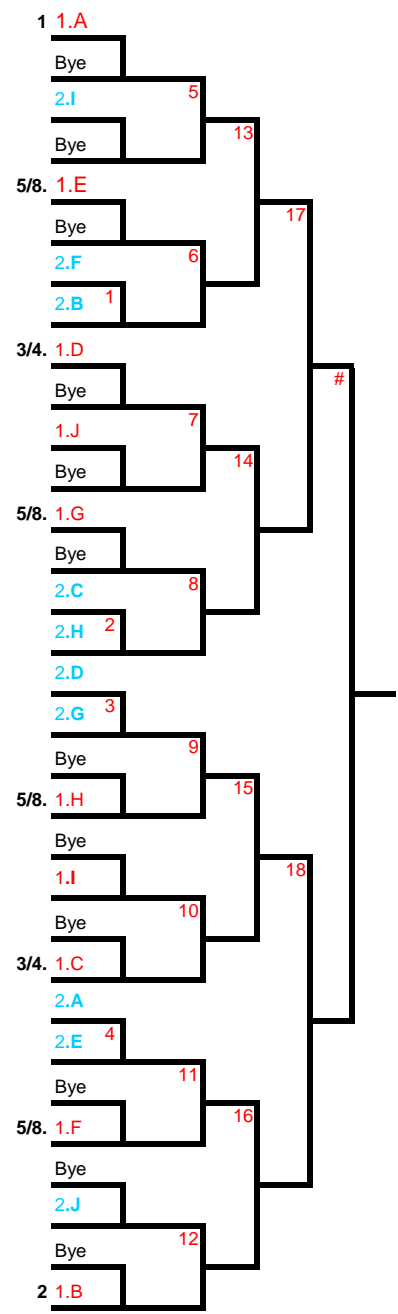 1 1.A
Bye
5
2.I
13
Bye
5/8. 1.E
17
Bye
6
2.F
2.B 1
3/4. 1.D
#
Bye
7
1.J
14
Bye
5/8. 1.G
Bye
8
2.C
2.H 2
2.D
2.G 3
9
Bye
15
5/8. 1.H
Bye
18
1.I
10
Bye
3/4. 1.C
2.A
2.E 4
11
Bye
16
5/8. 1.F
Bye
2.J
12
Bye
2 1.B